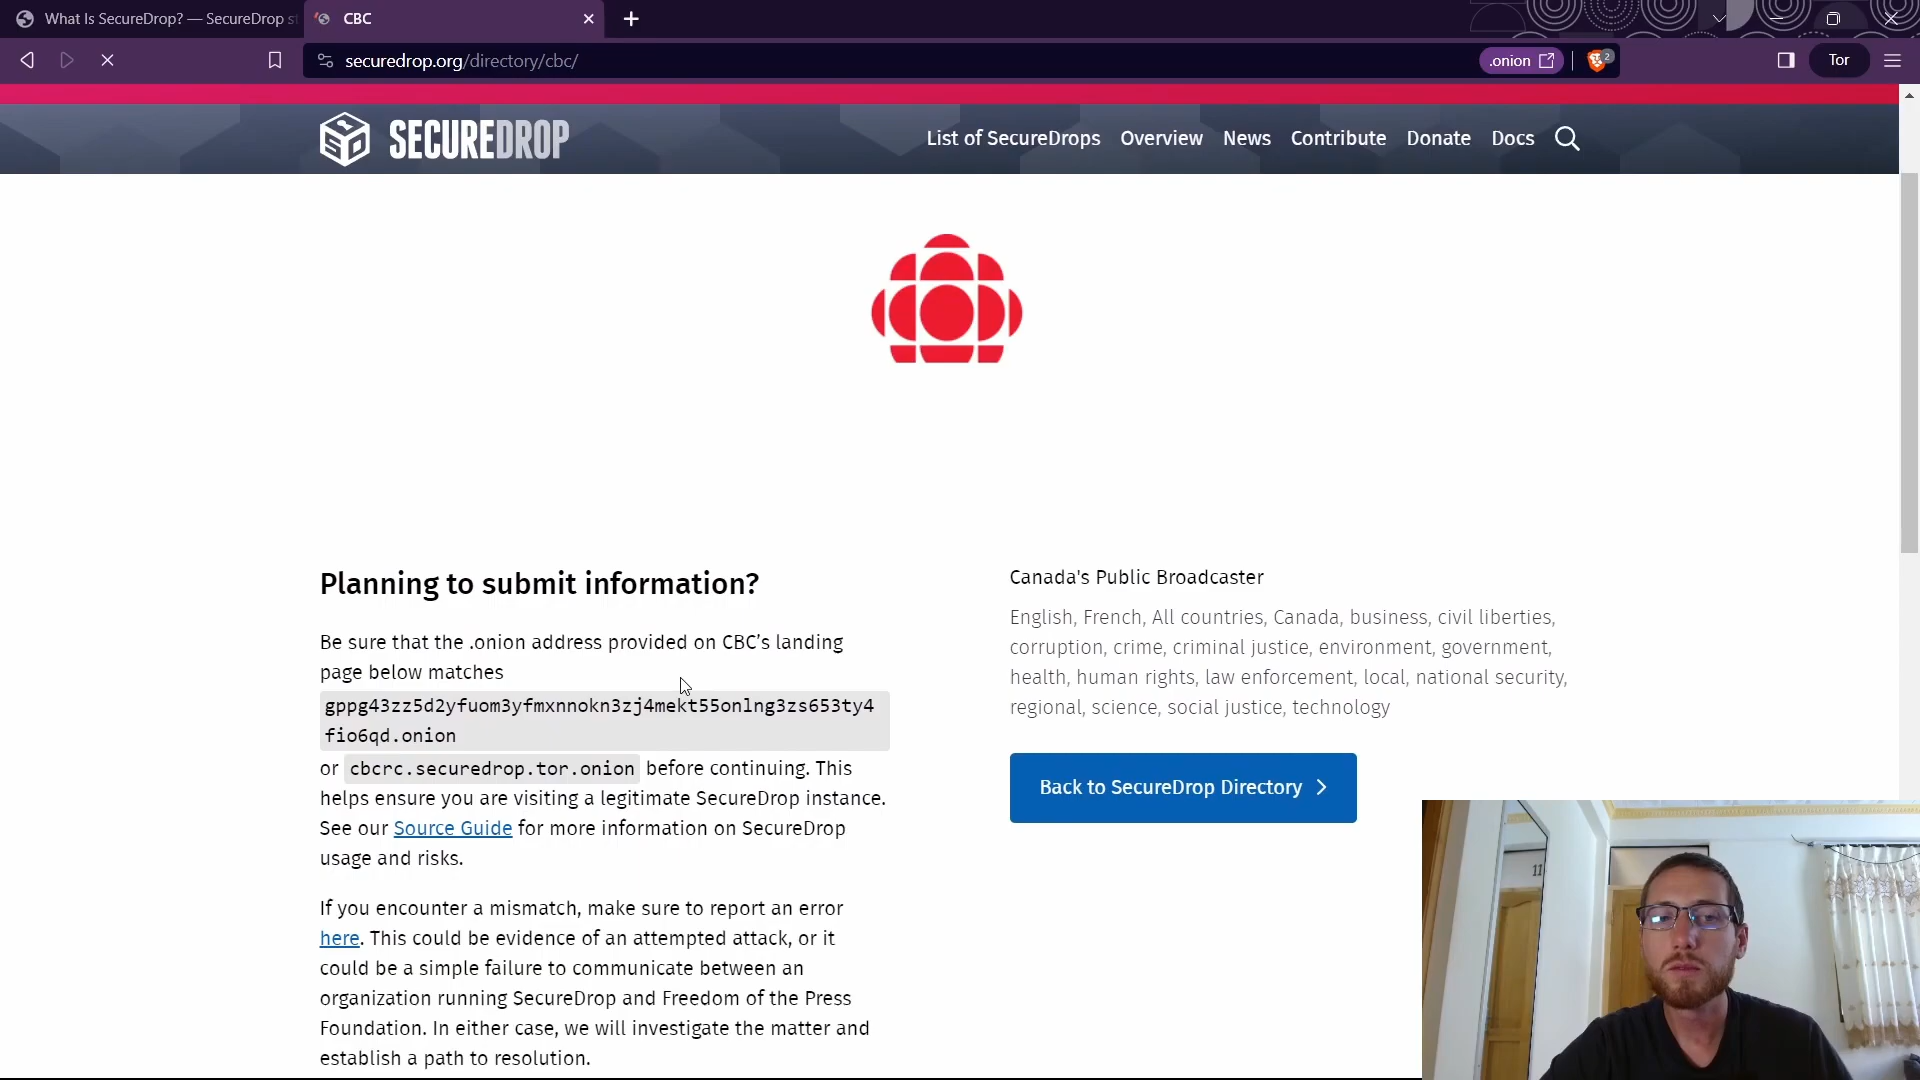 What Is SecureDrop? — SecureDrop st
CBC
securedrop.org/directory/cbc/
.onion
2
Tor
SECUREDROP
List of SecureDrops Overview News Contribute Donate Docs
Planning to submit information?
Be sure that the .onion address provided on CBC’s landing
page below matches
gppg43zz5d2yfuom3yfmxnnokn3zj4mekt55onlng3zs653ty4
fio6qd.onion
or cbcrc.securedrop.tor.onion before continuing. This
helps ensure you are visiting a legitimate SecureDrop instance.
See our Source Guide for more information on SecureDrop
usage and risks.
If you encounter a mismatch, make sure to report an error
here. This could be evidence of an attempted attack, or it
could be a simple failure to communicate between an
organization running SecureDrop and Freedom of the Press
Foundation. In either case, we will investigate the matter and
establish a path to resolution.
Canada's Public Broadcaster
English, French, All countries, Canada, business, civil liberties,
corruption, crime, criminal justice, environment, government,
health, human rights, law enforcement, local, national security,
regional, science, social justice, technology
Back to SecureDrop Directory
11